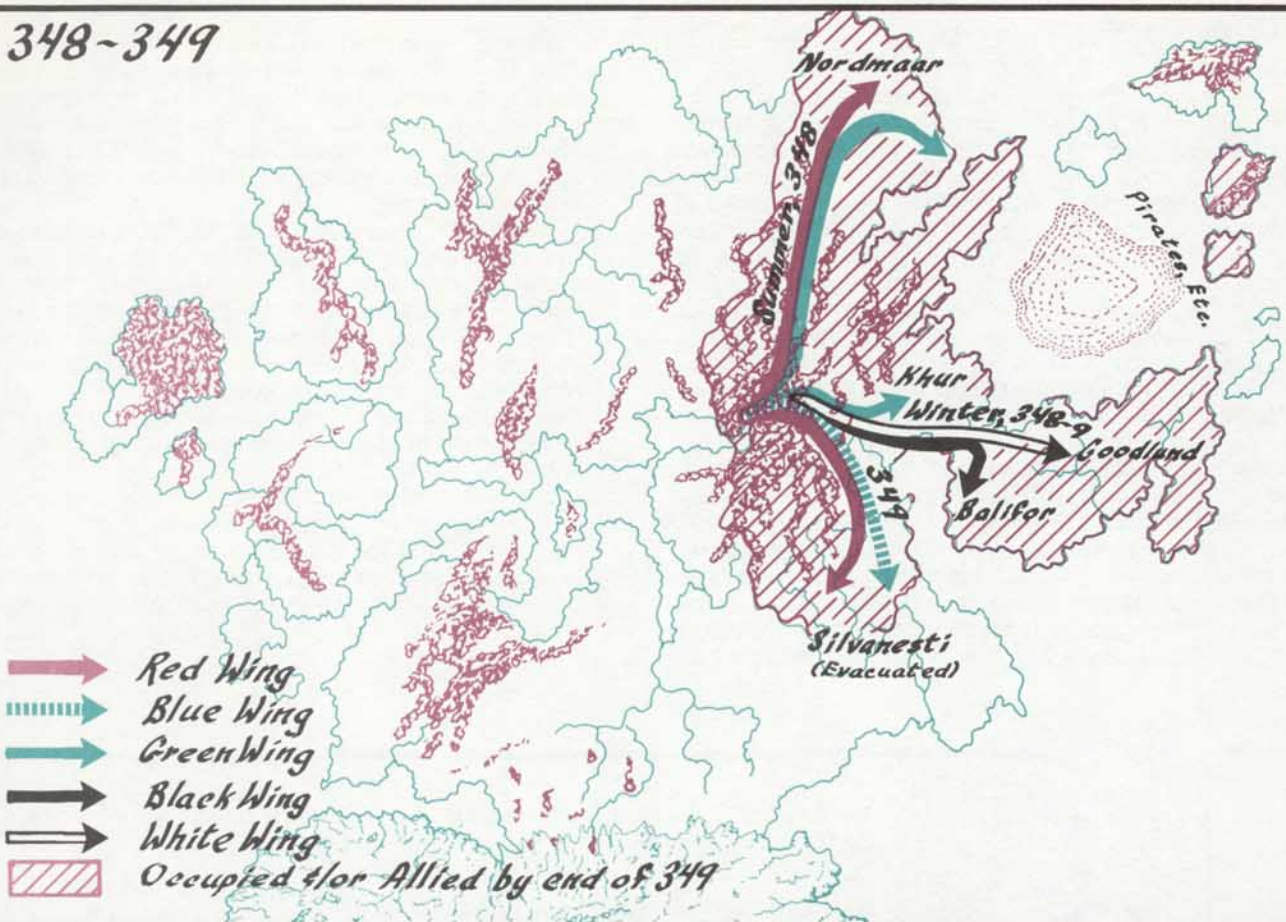 348-349
Nordmaar
Summer, 348
Pirates, Etc.
Khur
Winter, 348-9
Goodlund
349
Balifor
Silvanesti
(Evacuated)
Red Wing
Blue Wing
Green Wing
Black Wing
White Wing
Occupied &/or Allied by end of 349